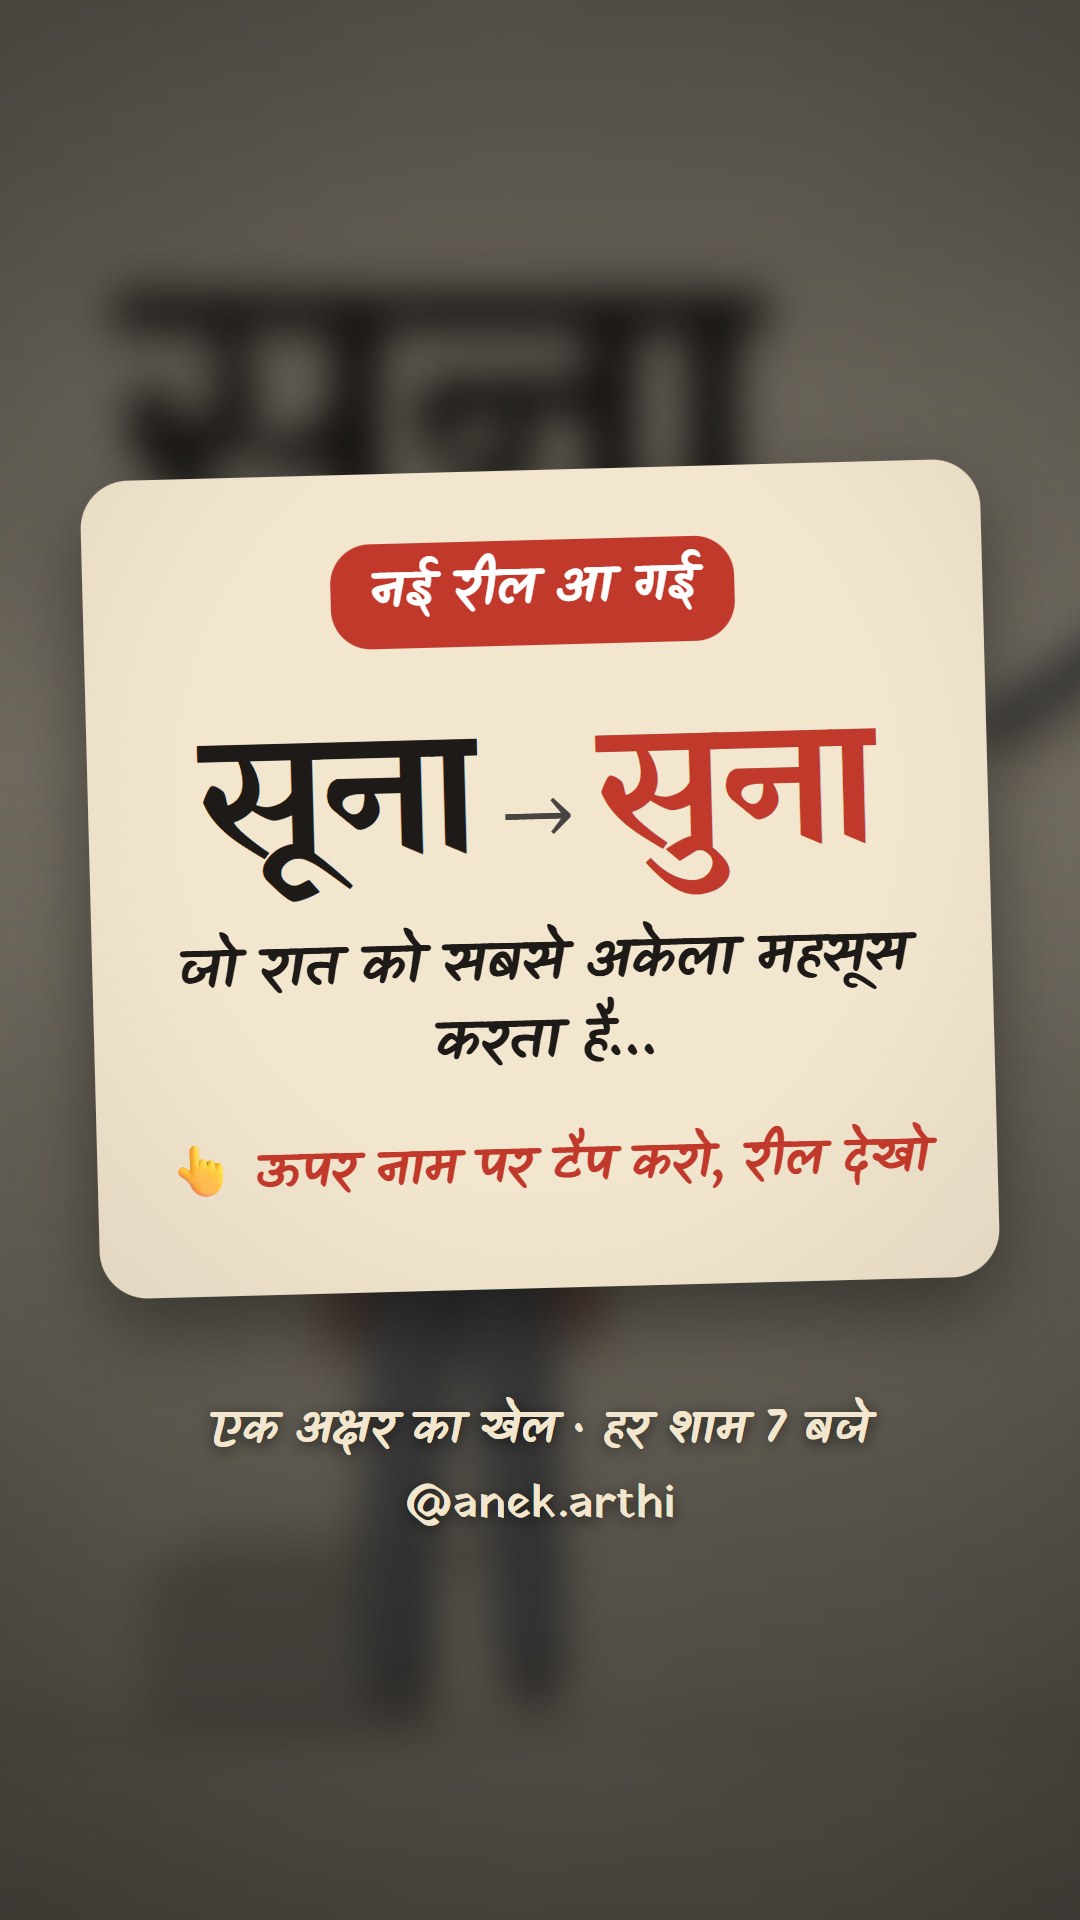 सूना
नई रील आ गई
सूना → सुना
जो रात को सबसे अकेला महसूस
करता है...
👆 ऊपर नाम पर टैप करो, रील देखो
एक अक्षर का खेल · हर शाम 7 बजे
@anek.arthi